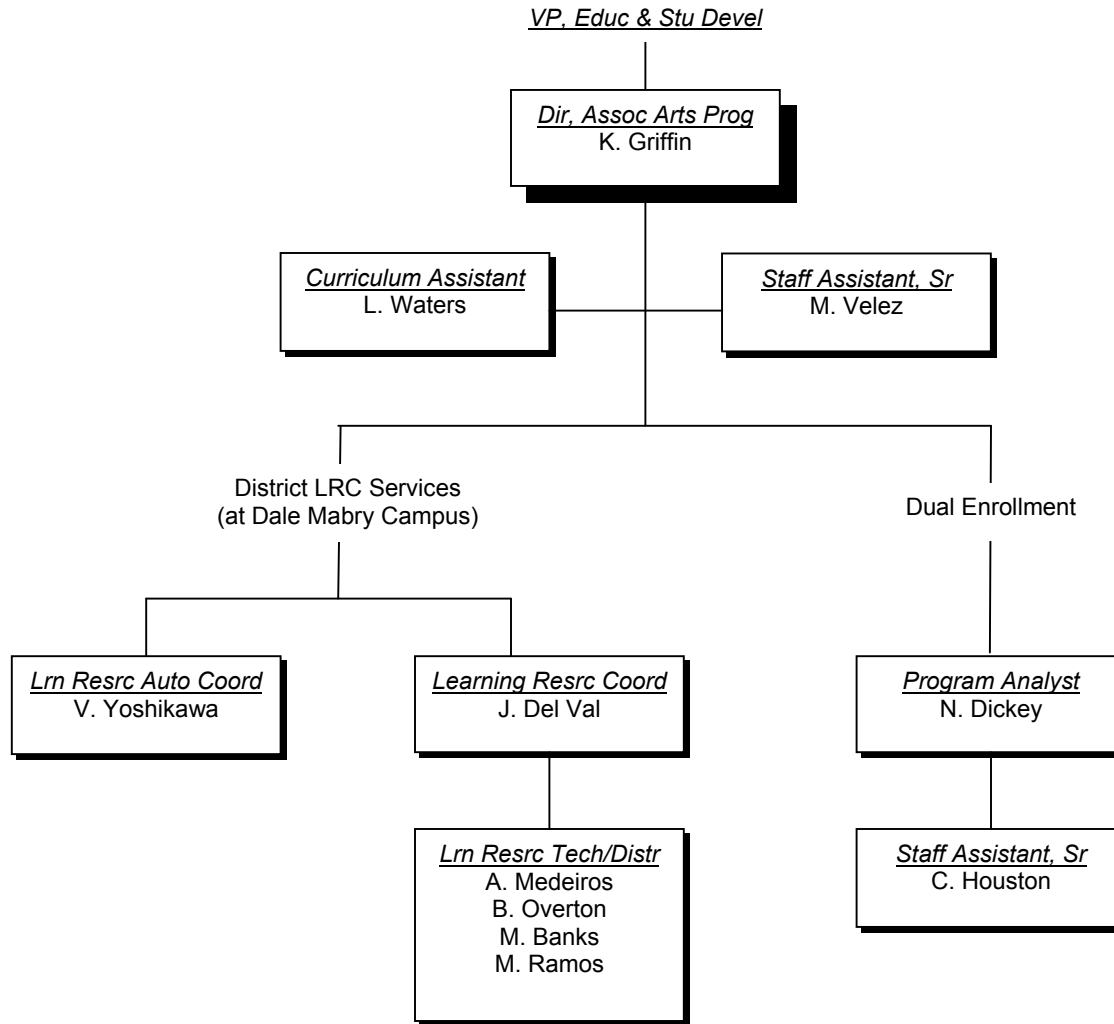 VP, Educ & Stu Devel
Dir, Assoc Arts Prog
K. Griffin
Curriculum Assistant
L. Waters
Staff Assistant, Sr
M. Velez
District LRC Services
(at Dale Mabry Campus)
Dual Enrollment
Lrn Resrc Auto Coord
V. Yoshikawa
Learning Resrc Coord
J. Del Val
Program Analyst
N. Dickey
Lrn Resrc Tech/Distr
A. Medeiros
B. Overton
M. Banks
M. Ramos
Staff Assistant, Sr
C. Houston